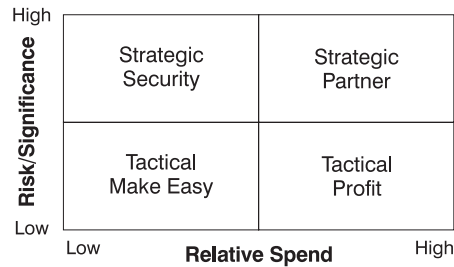 High
Risk/Significance
Low
Strategic
Security
Strategic
Partner
Tactical
Make Easy
Tactical
Profit
Low
Relative Spend
High